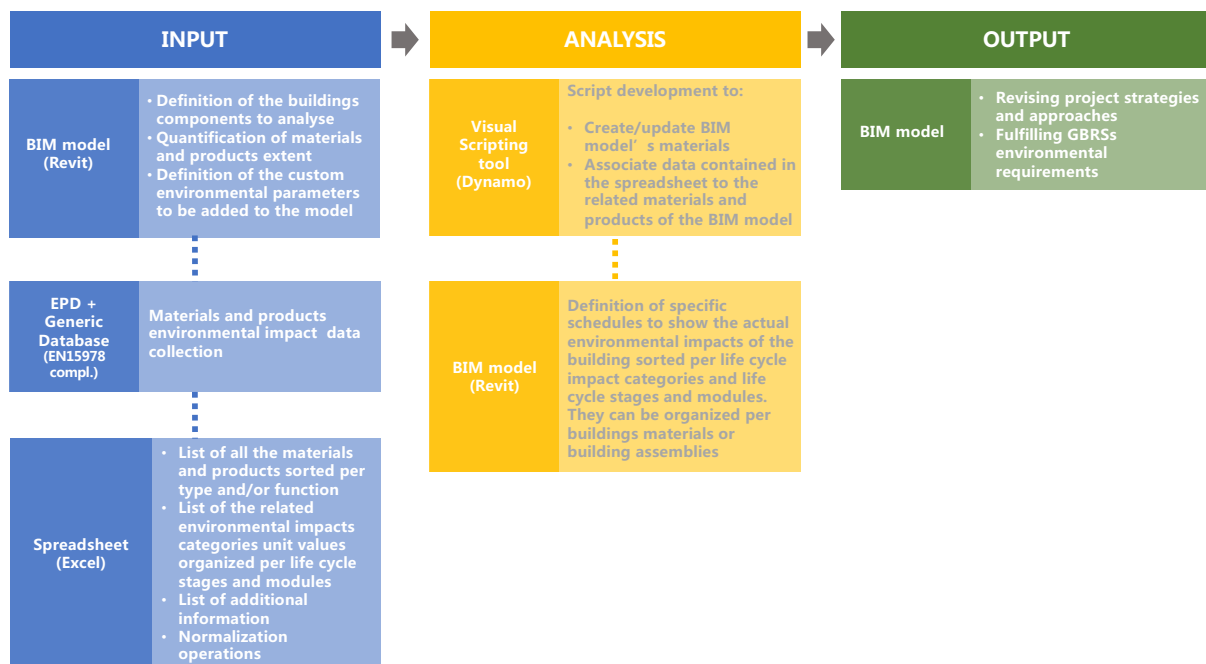 INPUT
BIM model
(Revit)
• Definition of the buildings
components to analyse
• Quantification of materials
and products extent
• Definition of the custom
environmental parameters
to be added to the model
EPD +
Generic
Database
(EN15978
compl.)
Materials and products
environmental impact data
collection
Spreadsheet
(Excel)
• List of all the materials
and products sorted per
type and/or function
• List of the related
environmental impacts
categories unit values
organized per life cycle
stages and modules
• List of additional
information
• Normalization
operations
ANALYSIS
Visual
Scripting
tool
(Dynamo)
Script development to:
• Create/update BIM
model’s materials
• Associate data contained in
the spreadsheet to the
related materials and
products of the BIM model
BIM model
(Revit)
Definition of specific
schedules to show the actual
environmental impacts of the
building sorted per life cycle
impact categories and life
cycle stages and modules.
They can be organized per
buildings materials or
building assemblies
OUTPUT
BIM model
• Revising project strategies
and approaches
• Fulfilling GBRSs
environmental
requirements